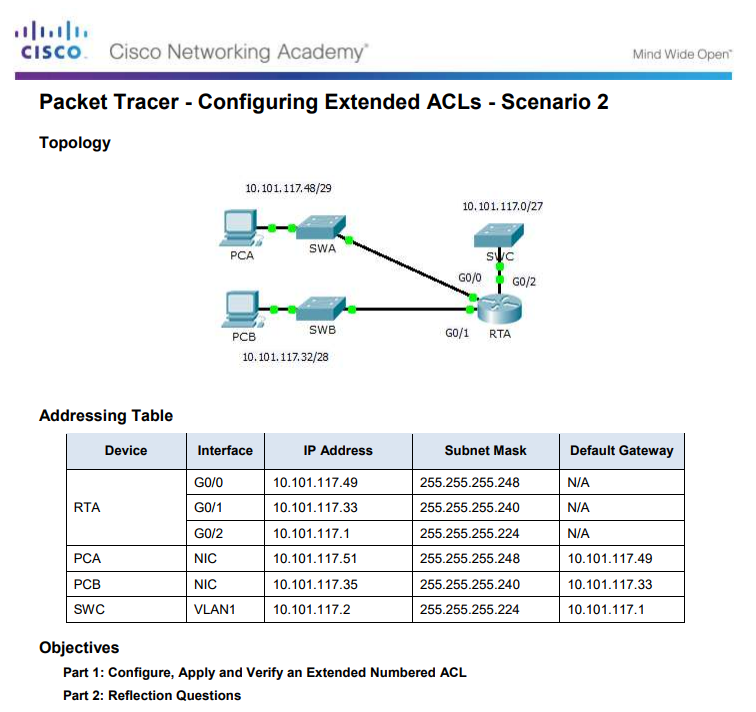 CISCO Cisco Networking Academy® Mind Wide Open™
Packet Tracer - Configuring Extended ACLs - Scenario 2
Topology
10.101.117.48/29
10.101.117.0/27
PCA
SWA
SWC
G0/0
G0/2
PCB
SWB
G0/1
RTA
10.101.117.32/28
Addressing Table
Device Interface IP Address Subnet Mask Default Gateway
RTA
G0/0 10.101.117.49 255.255.255.248 N/A
G0/1 10.101.117.33 255.255.255.240 N/A
G0/2 10.101.117.1 255.255.255.224 N/A
PCA NIC 10.101.117.51 255.255.255.248 10.101.117.49
PCB NIC 10.101.117.35 255.255.255.240 10.101.117.33
SWC VLAN1 10.101.117.2 255.255.255.224 10.101.117.1
Objectives
Part 1: Configure, Apply and Verify an Extended Numbered ACL
Part 2: Reflection Questions